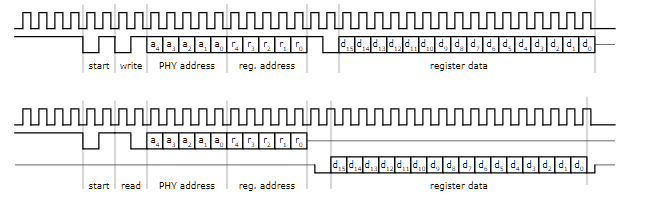 a4 a3 a2 a1 a0 r4 r3 r2 r1 r0 d15 d14 d13 d12 d11 d10 d9 d8 d7 d6 d5 d4 d3 d2 d1 d0
start write PHY address reg. address register data
a4 a3 a2 a1 a0 r4 r3 r2 r1 r0
d15 d14 d13 d12 d11 d10 d9 d8 d7 d6 d5 d4 d3 d2 d1 d0
start read PHY address reg. address register data